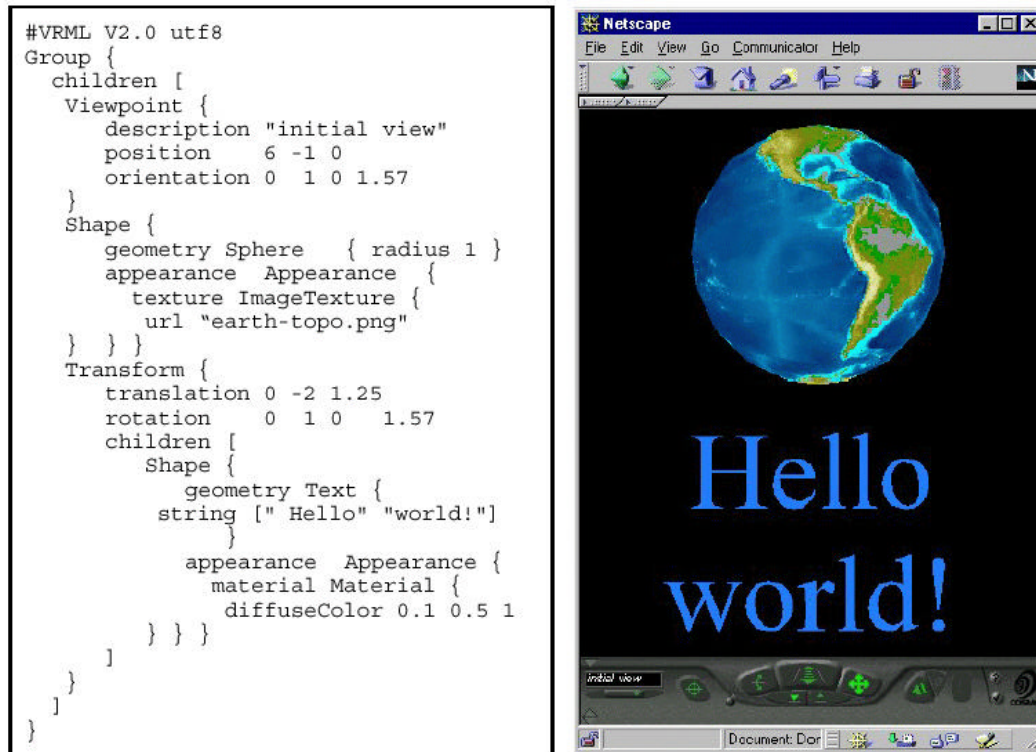 #VRML V2.0 utf8
Group {
  children [
   Viewpoint {
      description "initial view"
      position    6 -1 0
      orientation 0  1 0 1.57
   }
   Shape {
      geometry Sphere   { radius 1 }
      appearance  Appearance  {
        texture ImageTexture {
         url “earth-topo.png"
   }  } }
   Transform {
      translation 0 -2 1.25
      rotation    0  1 0   1.57
      children [
         Shape {
            geometry Text {
          string [" Hello" "world!"]
               }
            appearance  Appearance {
              material Material {
               diffuseColor 0.1 0.5 1
         } } }
      ]
   }
  ]
}
Netscape
File Edit View Go Communicator Help
N
Hello
world!
initial view
Document: Dor